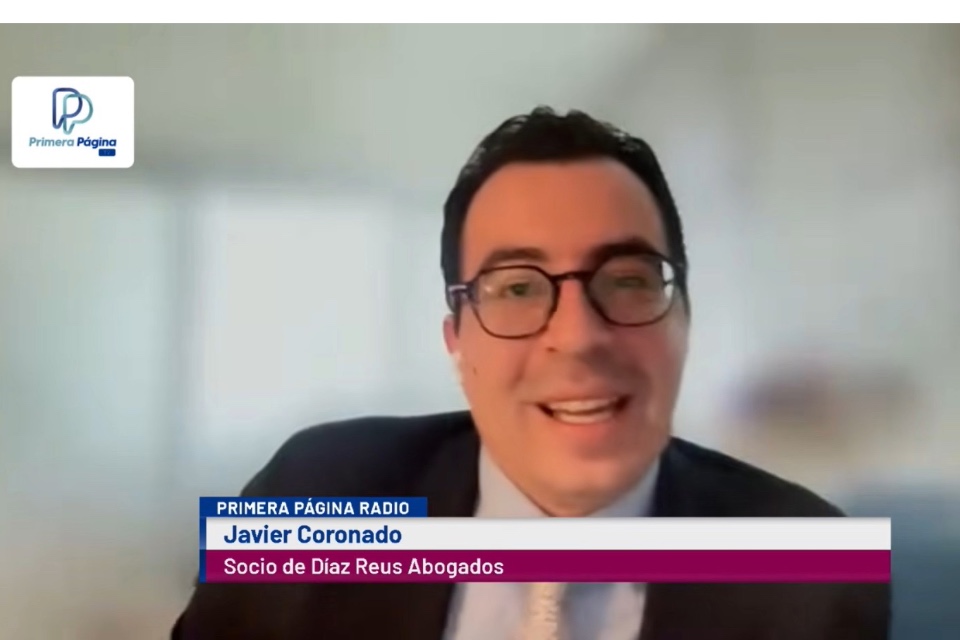 Primera Página
PRIMERA PÁGINA RADIO
Javier Coronado
Socio de Díaz Reus Abogados